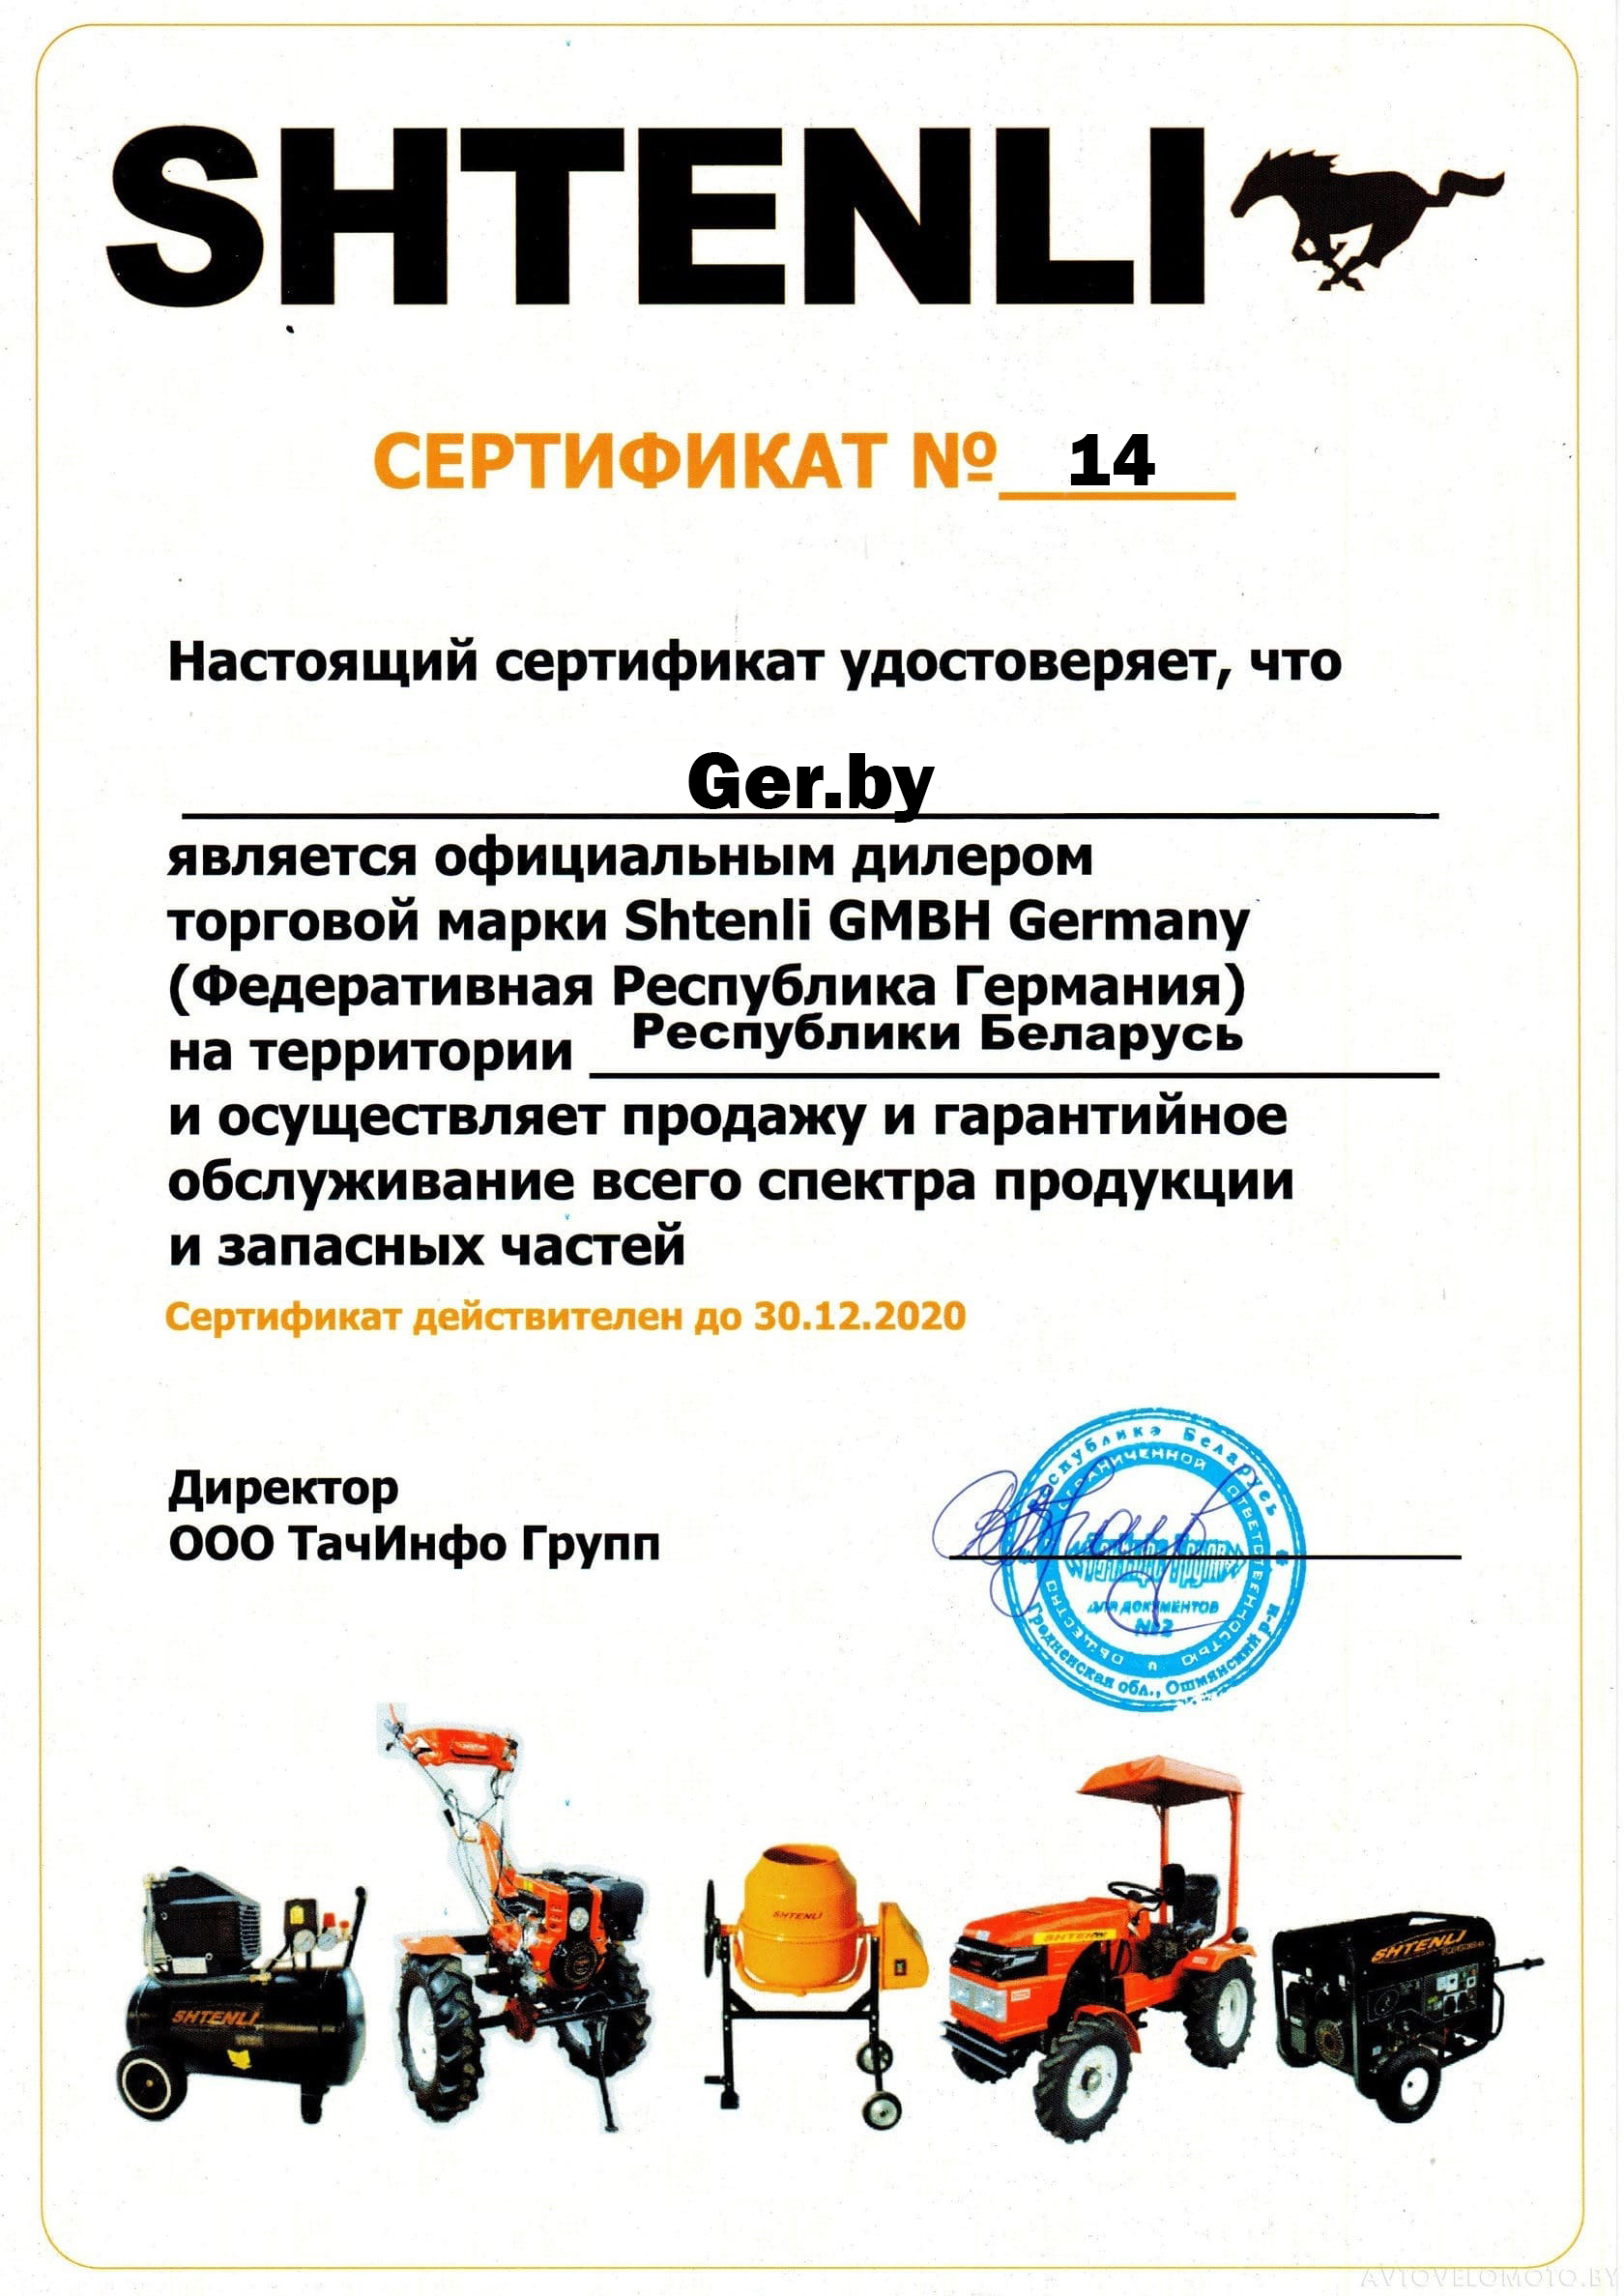 SHTENLI
СЕРТИФИКАТ № 14
Настоящий сертификат удостоверяет, что
Ger.by
является официальным дилером
торговой марки Shtenli GMBH Germany
(Федеративная Республика Германия)
на территории Республики Беларусь
и осуществляет продажу и гарантийное
обслуживание всего спектра продукции
и запасных частей
Сертификат действителен до 30.12.2020
Директор
ООО ТачИнфо Групп
Беларусь
ОТВЕТСТВЕННОСТЬЮ
ОБЩЕСТВО
ДЛЯ ДОКУМЕНТОВ
№2
Гродненская обл., Ошмянский р-н
SHTENLI
SHTENLI
SHTENLI
SHTENLI
AVTOVELOMOTO.BY